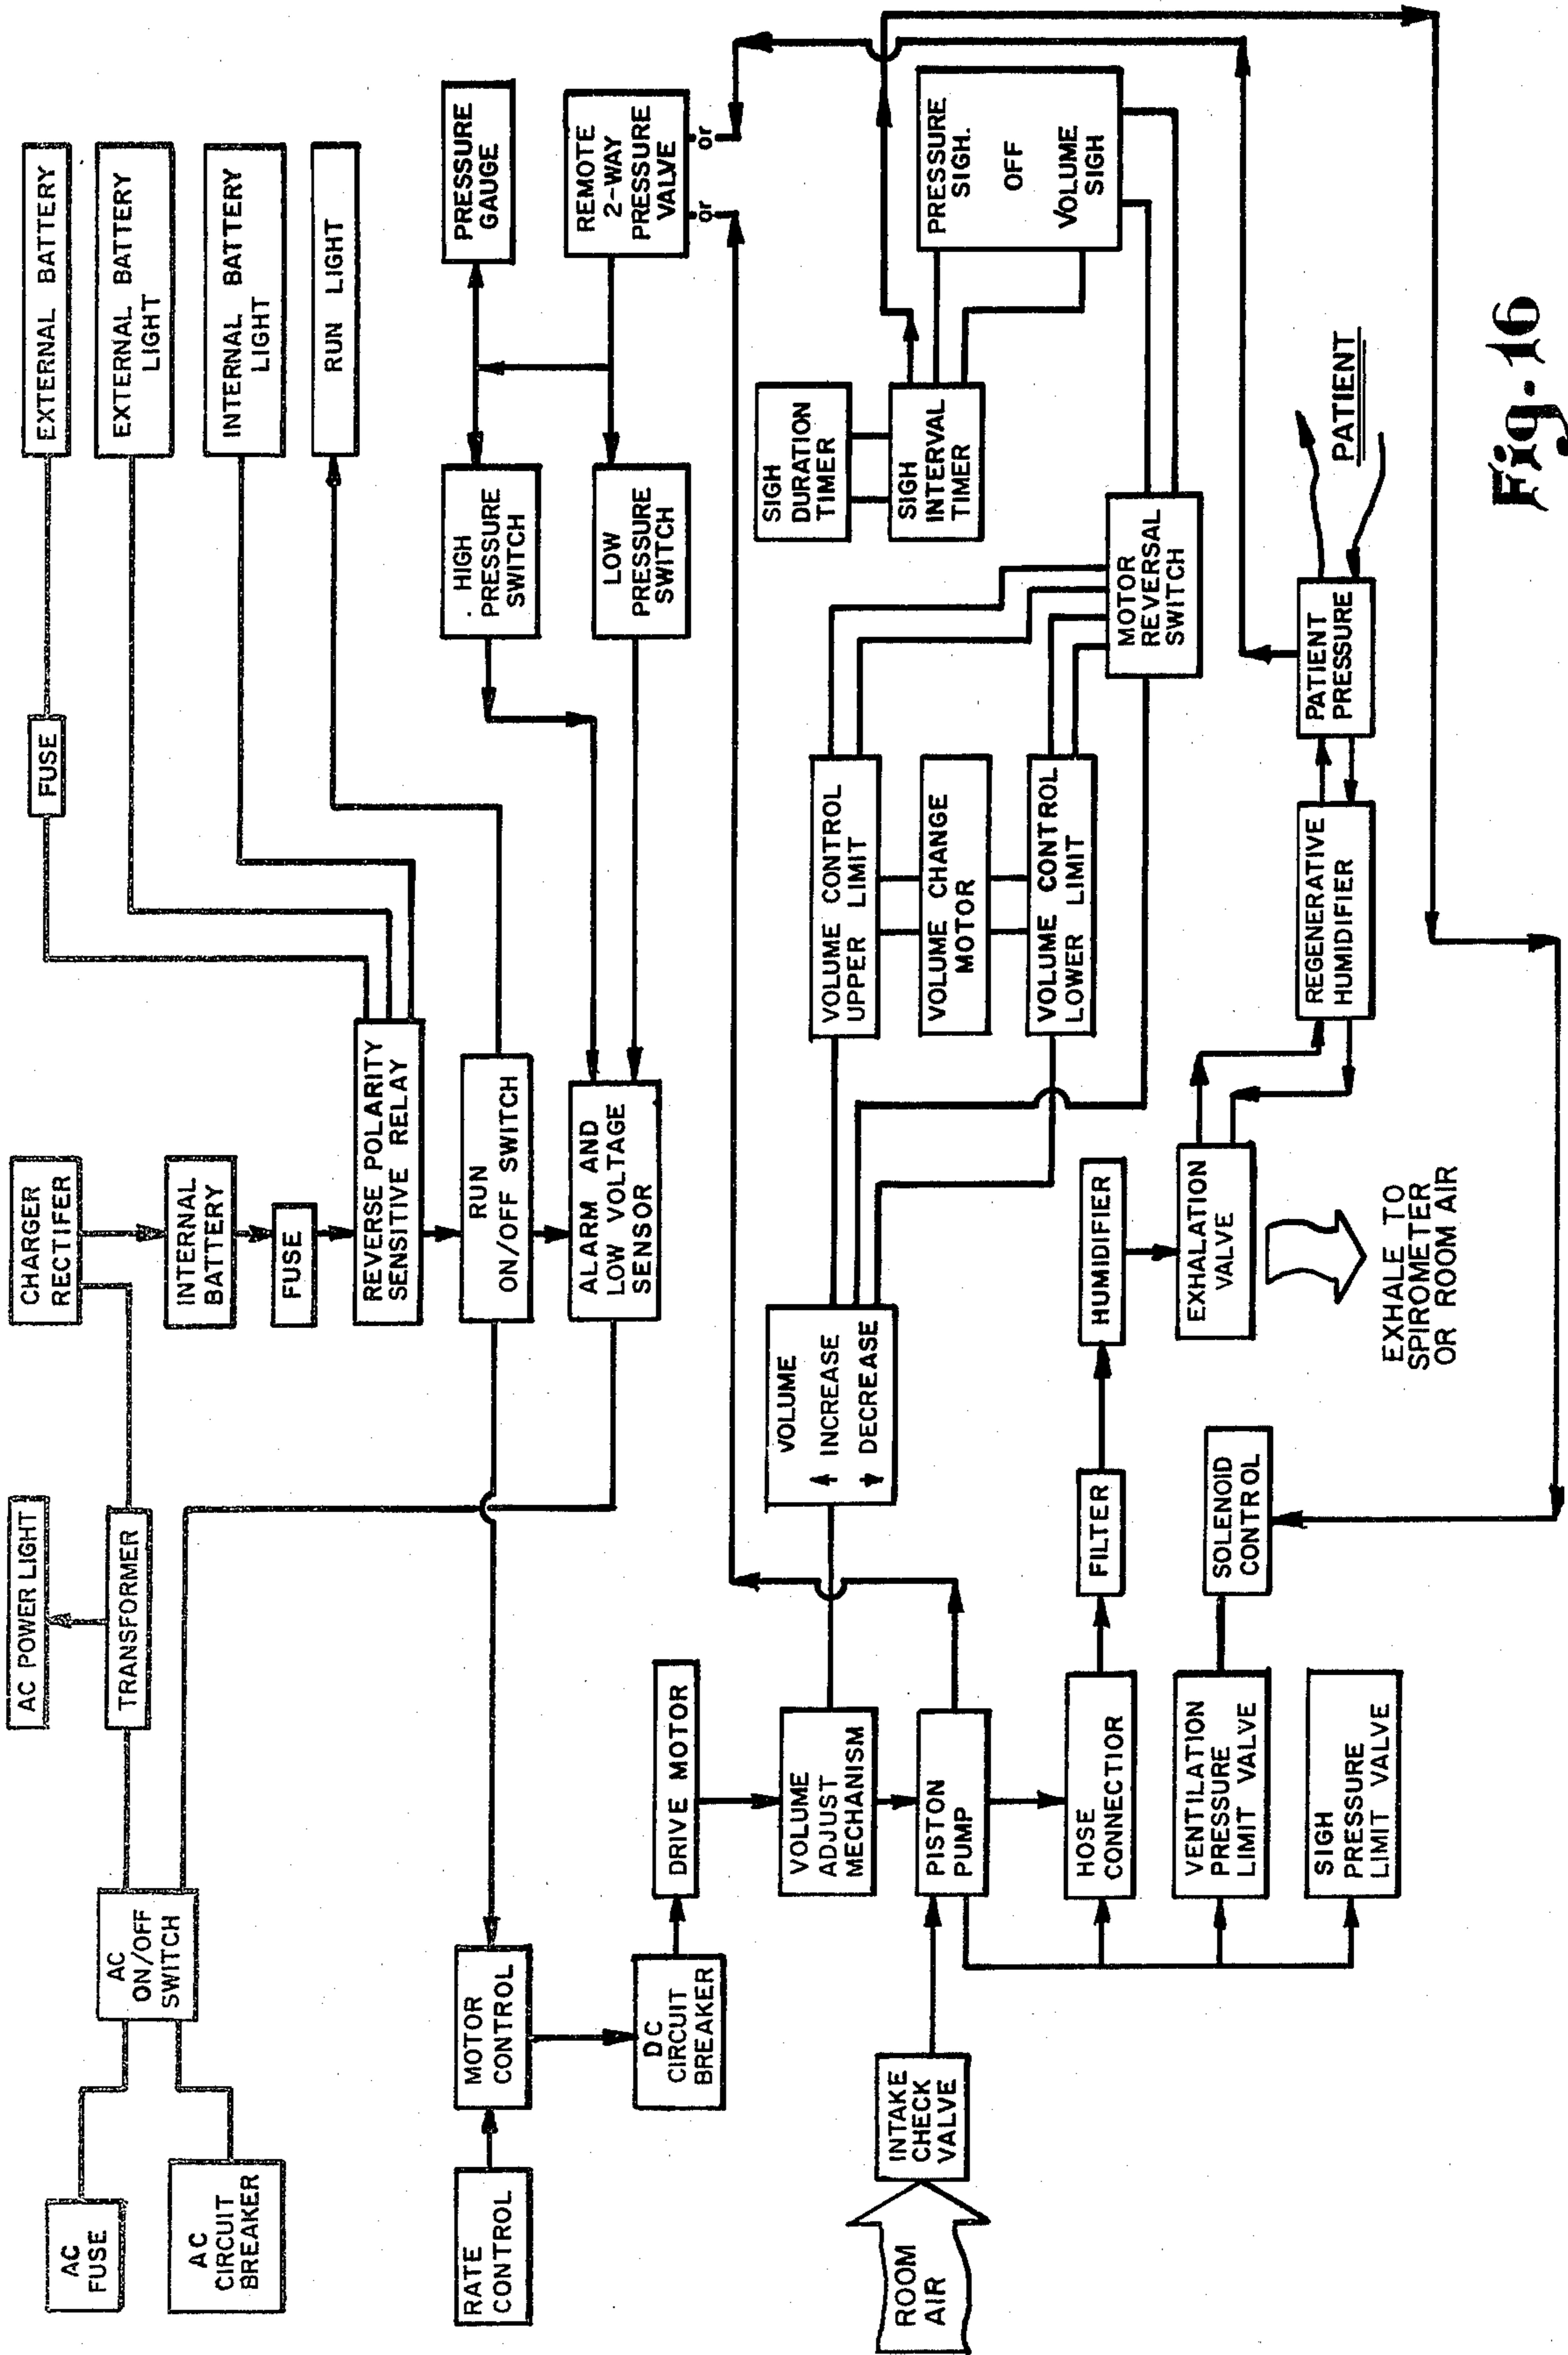 AC
FUSE
AC
CIRCUIT
BREAKER
AC
ON/OFF
SWITCH
AC POWER LIGHT
TRANSFORMER
CHARGER
RECTIFER
INTERNAL
BATTERY
FUSE
REVERSE POLARITY
SENSITIVE RELAY
RUN
ON/OFF SWITCH
ALARM AND
LOW VOLTAGE
SENSOR
FUSE
EXTERNAL BATTERY
EXTERNAL BATTERY
LIGHT
INTERNAL BATTERY
LIGHT
RUN LIGHT
HIGH
PRESSURE
SWITCH
LOW
PRESSURE
SWITCH
PRESSURE
GAUGE
REMOTE
2-WAY
PRESSURE
VALVE
or
or
RATE
CONTROL
MOTOR
CONTROL
DC
CIRCUIT
BREAKER
DRIVE MOTOR
VOLUME
ADJUST
MECHANISM
PISTON
PUMP
ROOM
AIR
INTAKE
CHECK
VALVE
HOSE
CONNECTION
VENTILATION
PRESSURE
LIMIT VALVE
SIGH
PRESSURE
LIMIT VALVE
FILTER
SOLENOID
CONTROL
HUMIDIFIER
EXHALATION
VALVE
EXHALE TO
SPIROMETER
OR ROOM AIR
VOLUME
INCREASE
DECREASE
VOLUME CONTROL
UPPER LIMIT
VOLUME CHANGE
MOTOR
VOLUME CONTROL
LOWER LIMIT
SIGH
DURATION
TIMER
SIGH
INTERVAL
TIMER
MOTOR
REVERSAL
SWITCH
PRESSURE
SIGH.
OFF
VOLUME
SIGH
REGENERATIVE
HUMIDIFIER
PATIENT
PRESSURE
PATIENT
Fig. 16